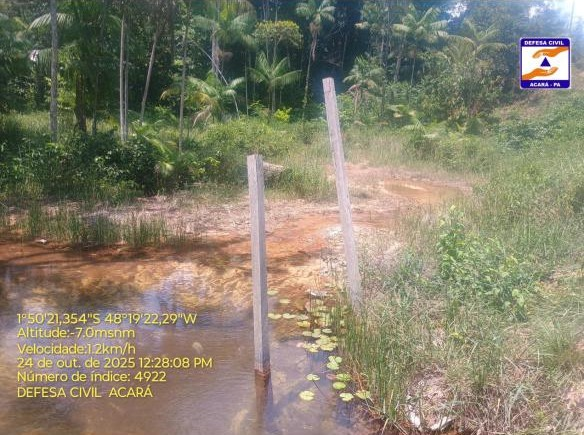 DEFESA CIVIL
ACARÁ - PA
1°50'21,354"S 48°19'22,29"W
Altitude:-7.0msnm
Velocidade:1.2km/h
24 de out. de 2025 12:28:08 PM
Número de índice: 4922
DEFESA CIVIL ACARÁ